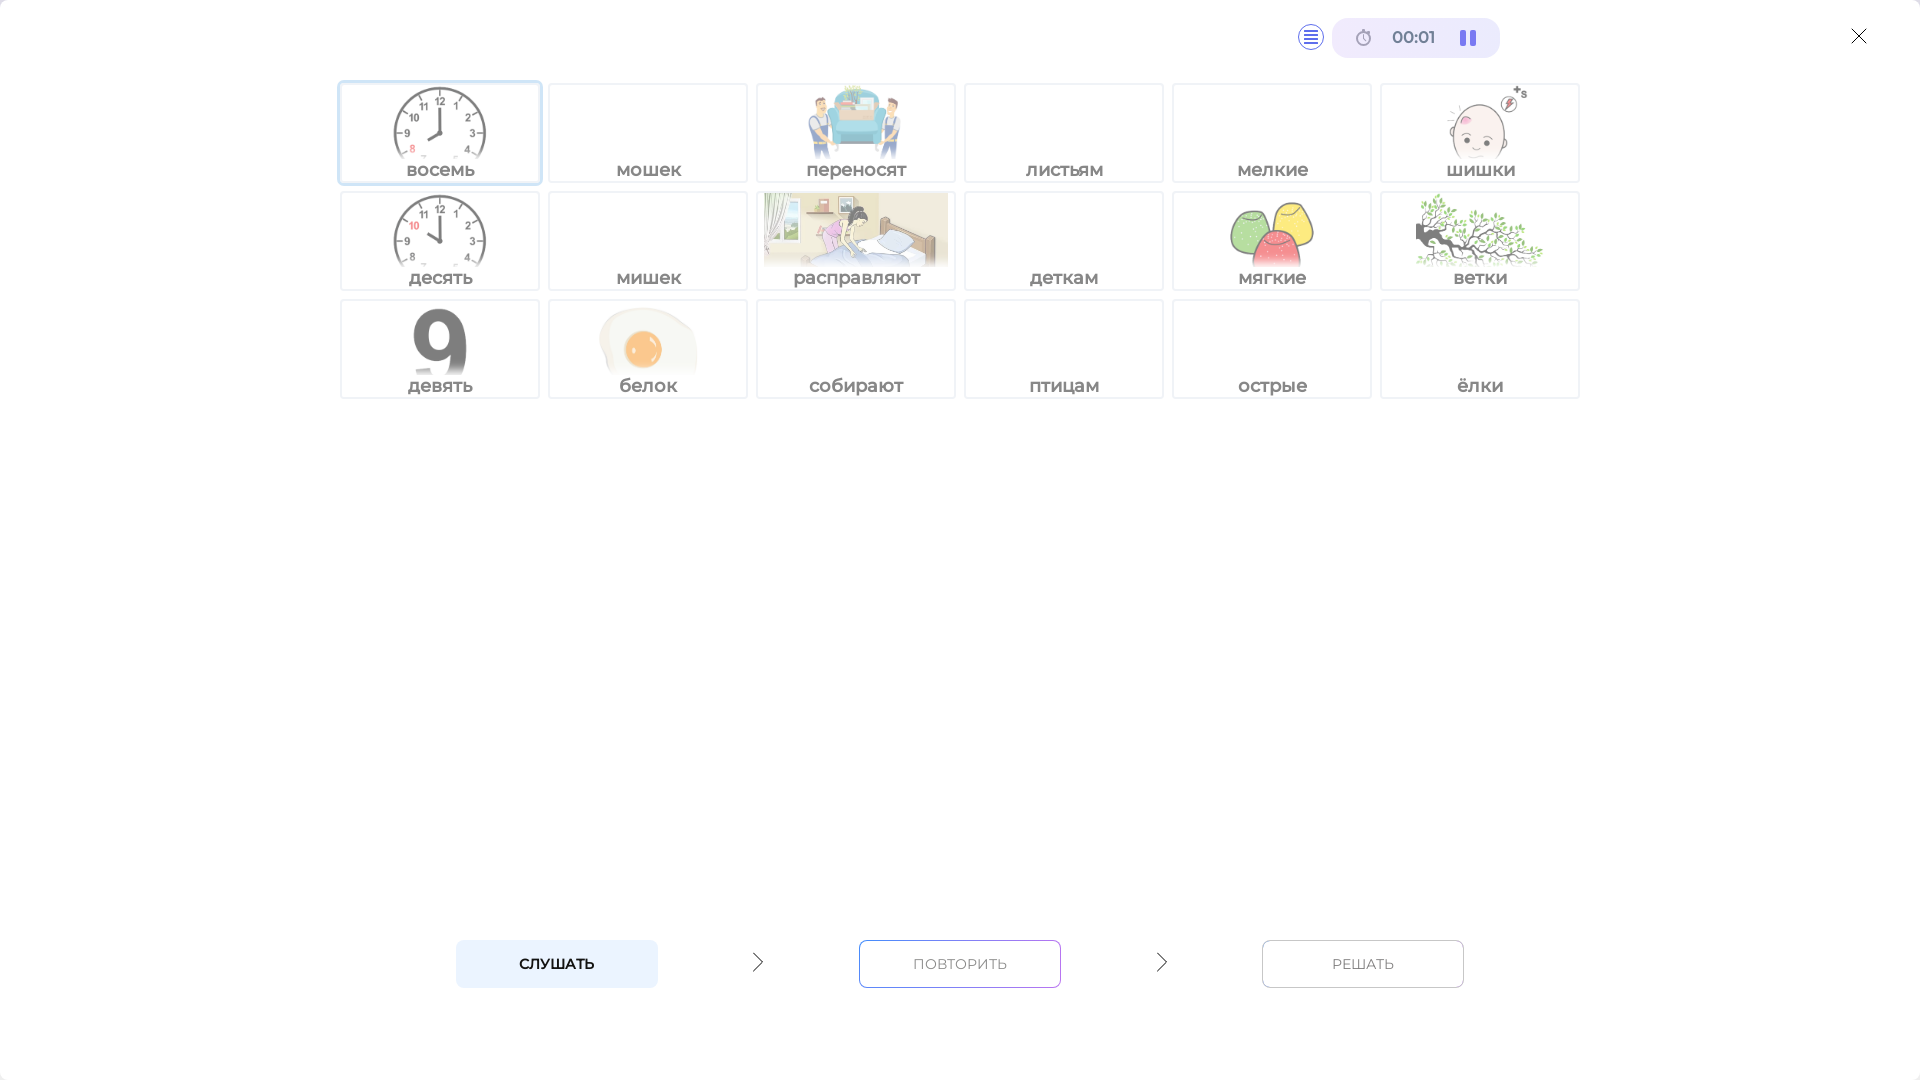 00:01
восемь мошек переносят листьям мелкие шишки
десять мишек расправляют деткам мягкие ветки
9
девять белок собирают птицам острые ёлки
СЛУШАТЬ ПОВТОРИТЬ РЕШАТЬ